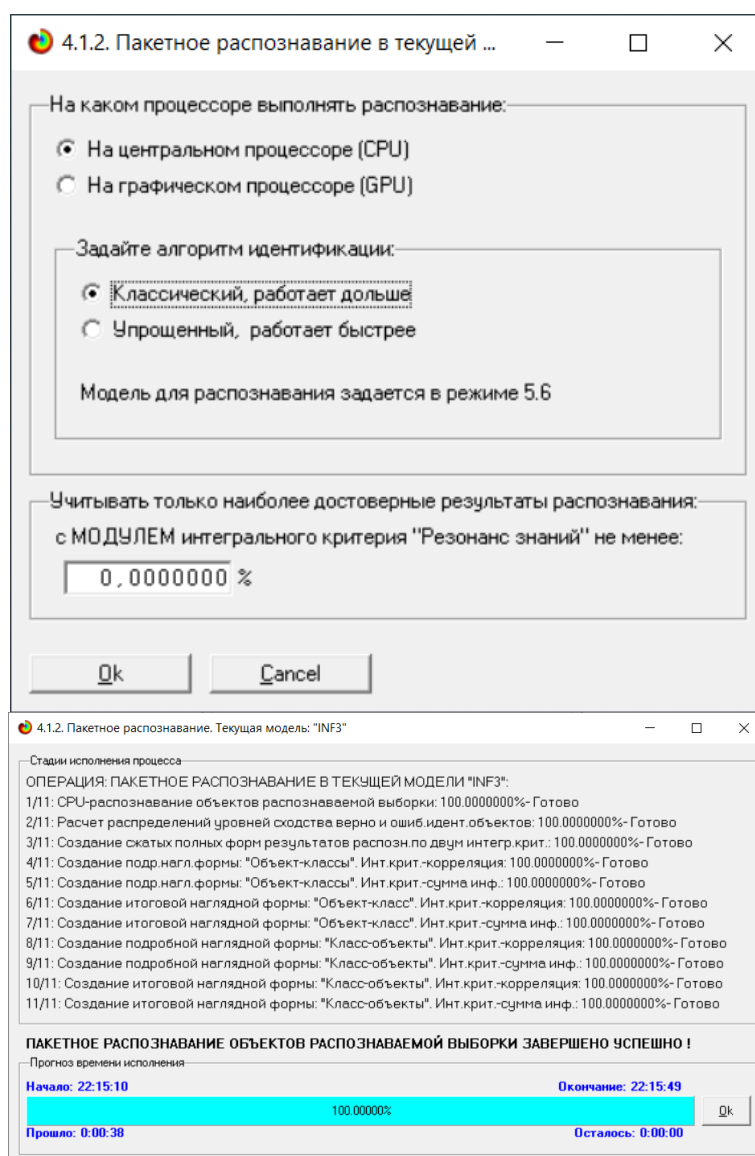 4.1.2. Пакетное распознавание в текущей ...
На каком процессоре выполнять распознавание:
На центральном процессоре (CPU)
На графическом процессоре (GPU)
Задайте алгоритм идентификации:
Классический, работает дольше
Упрощенный, работает быстрее
Модель для распознавания задается в режиме 5.6
Учитывать только наиболее достоверные результаты распознавания:
с МОДУЛЕМ интегрального критерия "Резонанс знаний" не менее:
0,0000000 %
Ok Cancel
4.1.2. Пакетное распознавание. Текущая модель: "INF3"
Стадии исполнения процесса
ОПЕРАЦИЯ: ПАКЕТНОЕ РАСПОЗНАВАНИЕ В ТЕКУЩЕЙ МОДЕЛИ "INF3":
1/11: CPU-распознавание объектов распознаваемой выборки: 100.0000000%- Готово
2/11: Расчет распределений уровней сходства верно и ошиб.идент.объектов: 100.0000000%- Готово
3/11: Создание сжатых полных форм результатов распозн.по двум интегр.крит.: 100.0000000%- Готово
4/11: Создание подр.нагл.формы: "Объект-классы". Инт.крит.-корреляция: 100.0000000%- Готово
5/11: Создание подр.нагл.формы: "Объект-классы". Инт.крит.-сумма инф.: 100.0000000%- Готово
6/11: Создание итоговой наглядной формы: "Объект-класс". Инт.крит.-корреляция: 100.0000000%- Готово
7/11: Создание итоговой наглядной формы: "Объект-класс". Инт.крит.-сумма инф.: 100.0000000%- Готово
8/11: Создание подробной наглядной формы: "Класс-объекты". Инт.крит.-корреляция: 100.0000000%- Готово
9/11: Создание подробной наглядной формы: "Класс-объекты". Инт.крит.-сумма инф.: 100.0000000%- Готово
10/11: Создание итоговой наглядной формы: "Класс-объекты". Инт.крит.-корреляция: 100.0000000%- Готово
11/11: Создание итоговой наглядной формы: "Класс-объекты". Инт.крит.-сумма инф.: 100.0000000%- Готово
ПАКЕТНОЕ РАСПОЗНАВАНИЕ ОБЪЕКТОВ РАСПОЗНАВАЕМОЙ ВЫБОРКИ ЗАВЕРШЕНО УСПЕШНО !
Прогноз времени исполнения
Начало: 22:15:10 Окончание: 22:15:49
100.00000% Ok
Прошло: 0:00:38 Осталось: 0:00:00